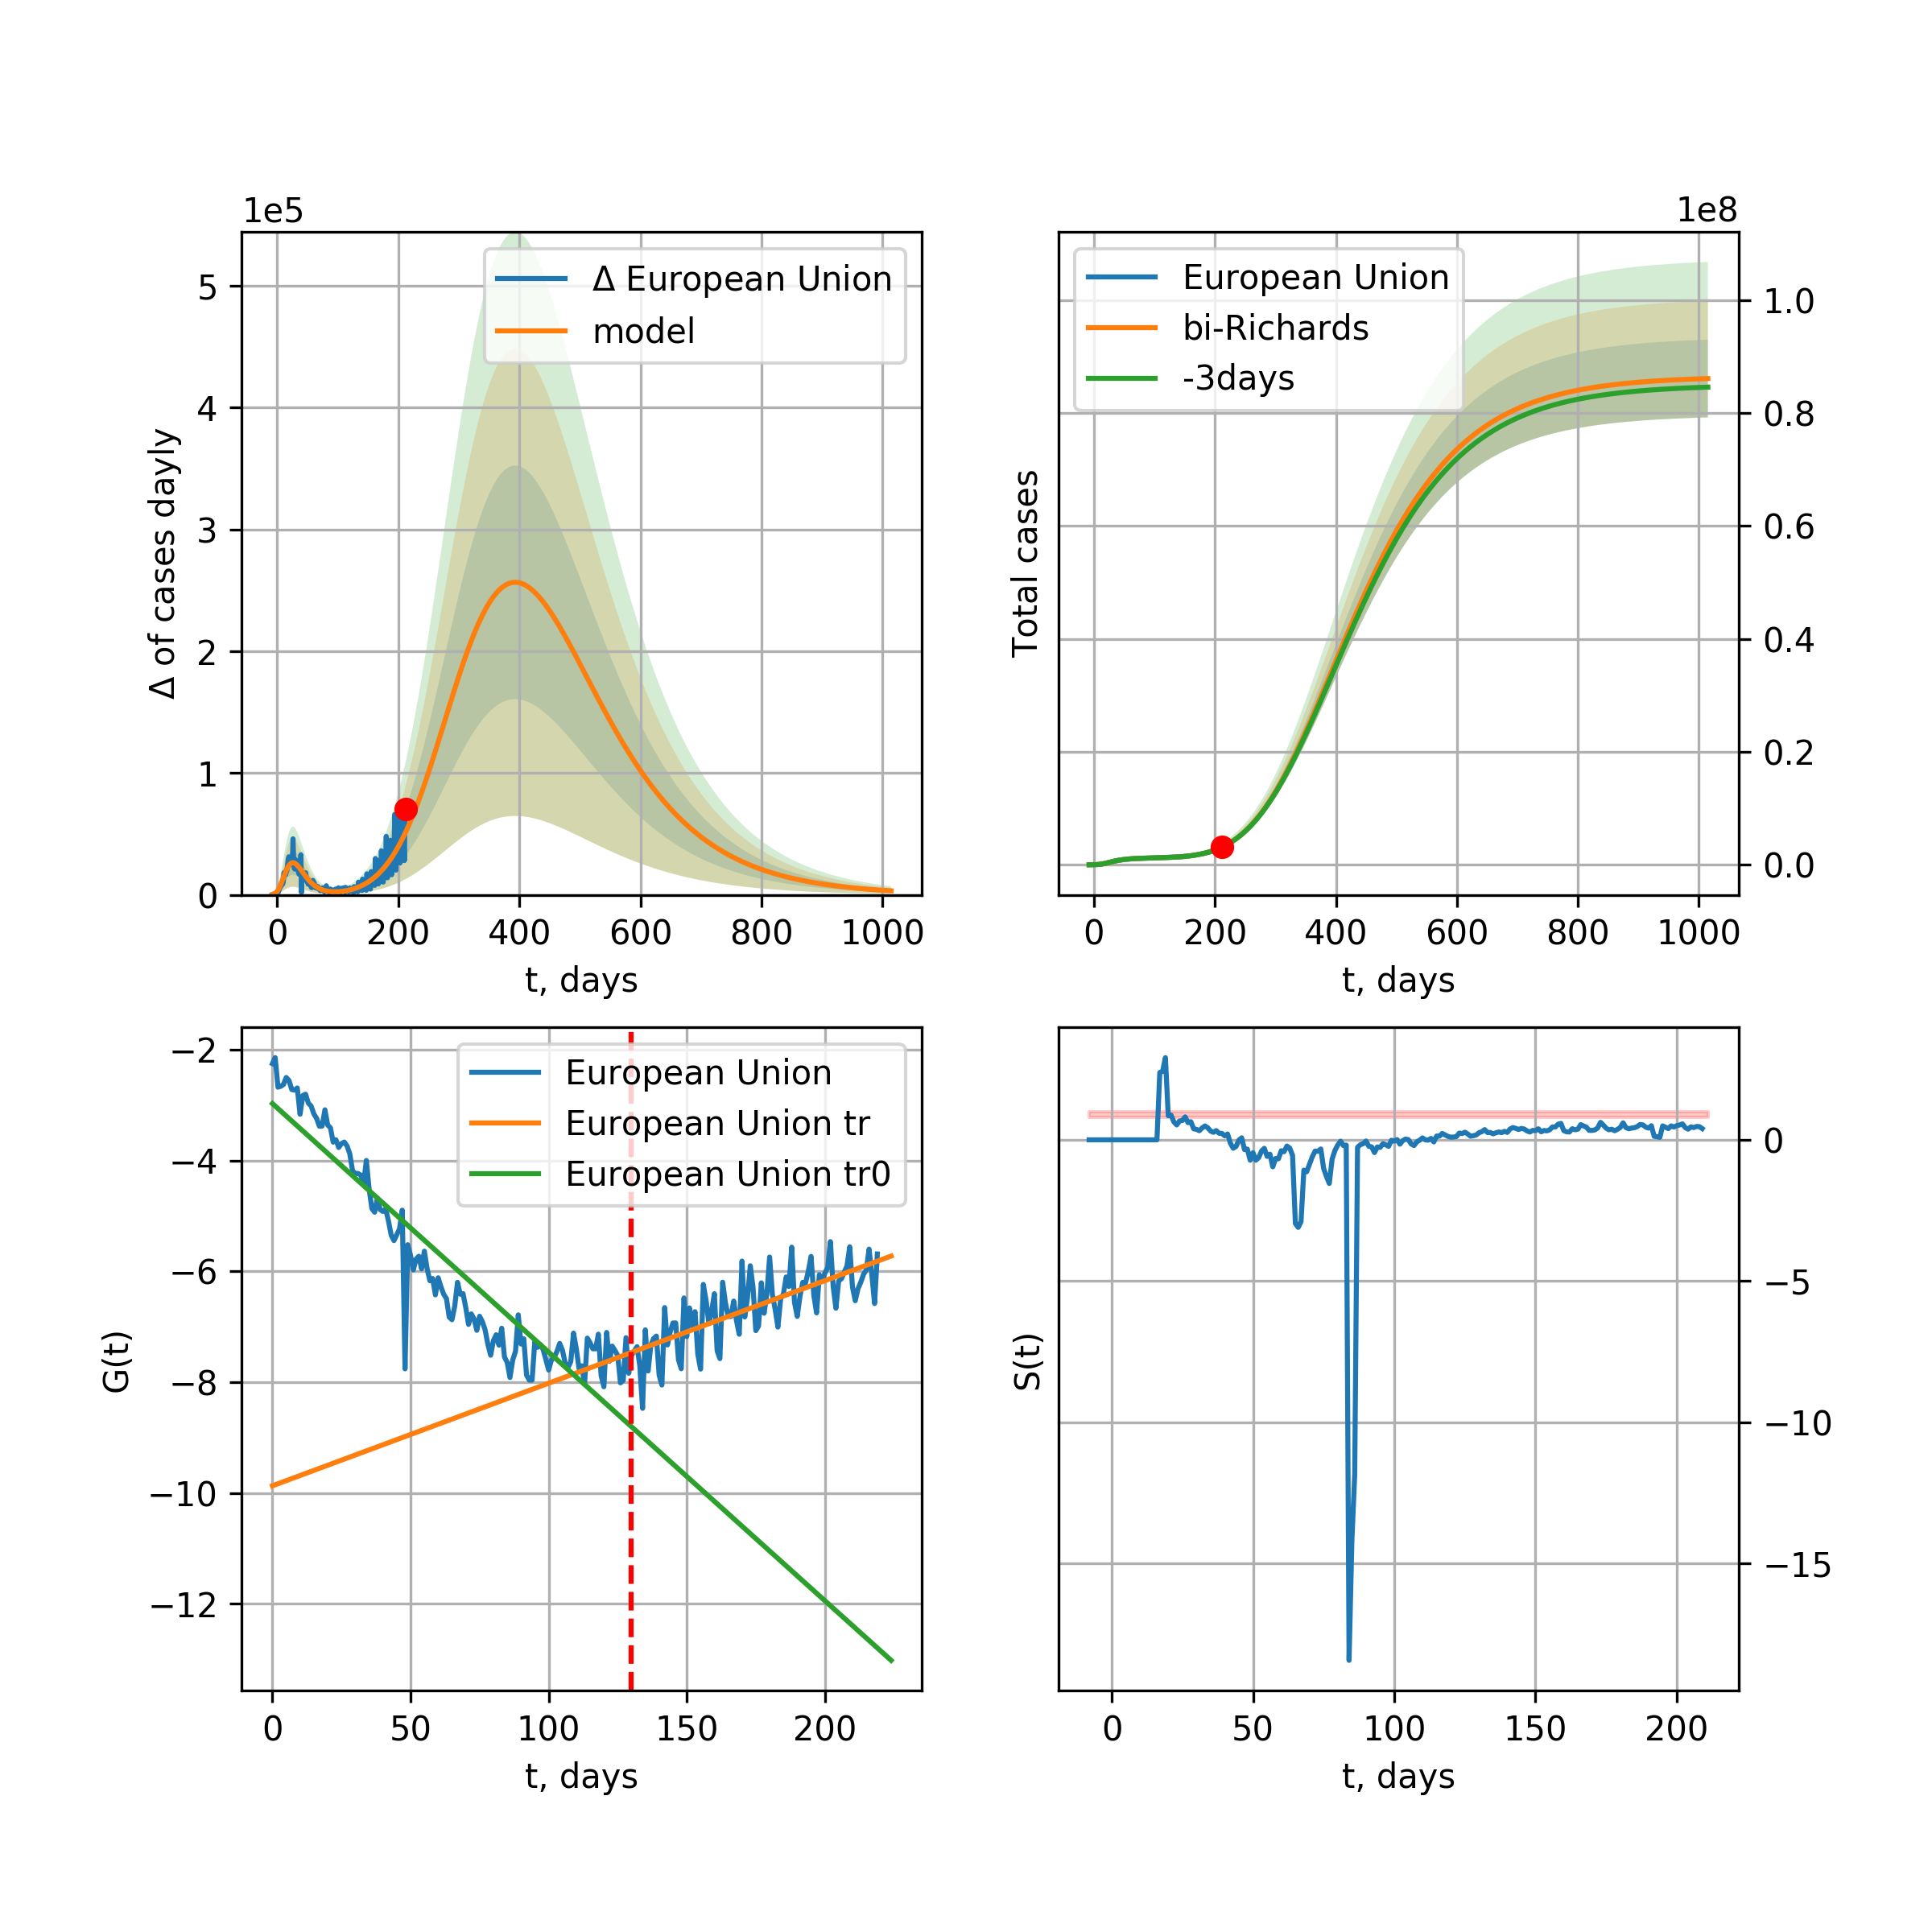 1e5
Δ of cases dayly
5
4
3
2
1
0
Δ European Union
model
0 200 400 600 800 1000
t, days
1e8
Total cases
European Union
bi-Richards
-3days
1.0
0.8
0.6
0.4
0.2
0.0
0 200 400 600 800 1000
t, days
G(t)
−2
−4
−6
−8
−10
−12
European Union
European Union tr
European Union tr0
0 50 100 150 200
t, days
S(t)
0
−5
−10
−15
0 50 100 150 200
t, days